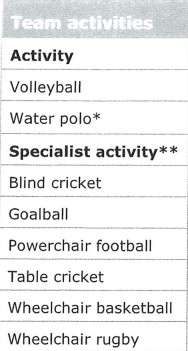 Team activities
Activity
Volleyball
Water polo*
Specialist activity**
Blind cricket
Goalball
Powerchair football
Table cricket
Wheelchair basketball
Wheelchair rugby